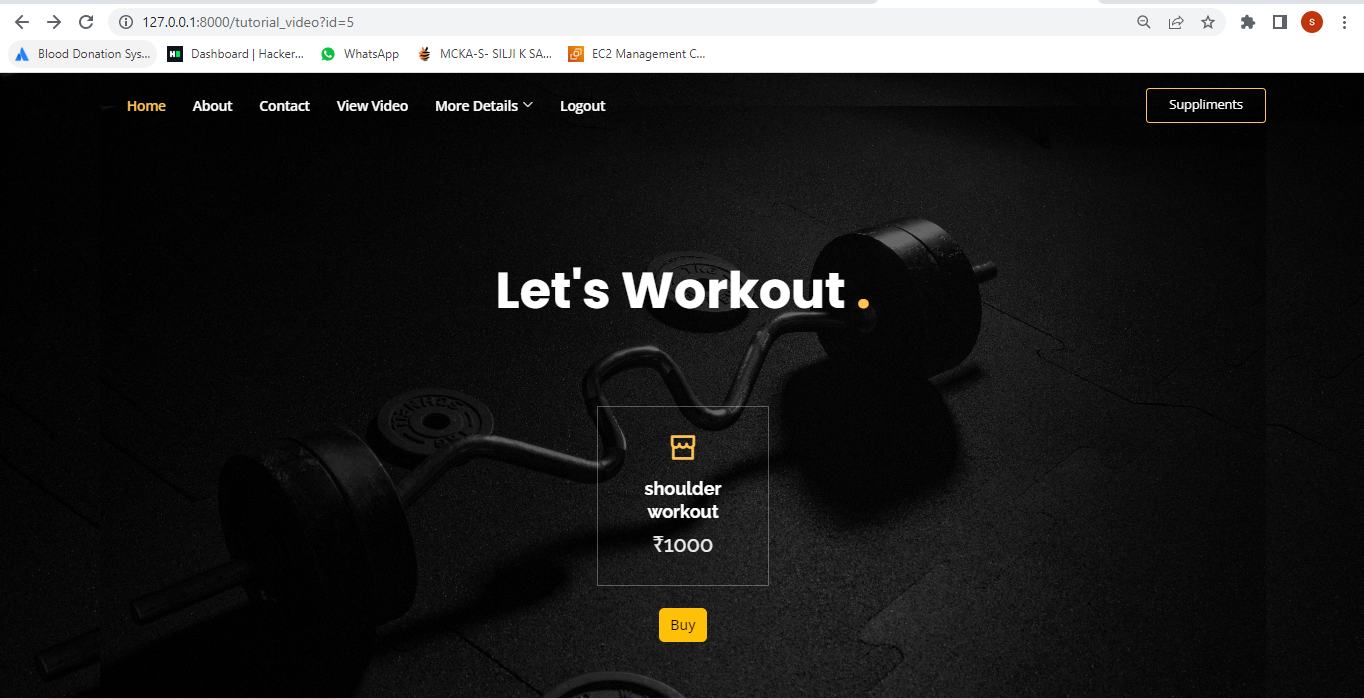 127.0.0.1:8000/tutorial_video?id=5
S
Blood Donation Sys... Dashboard | Hacker... WhatsApp MCKA-S- SILJI K SA... EC2 Management C...
Home About Contact View Video More Details Logout Suppliments
Let's Workout .
shoulder
workout
₹1000
Buy